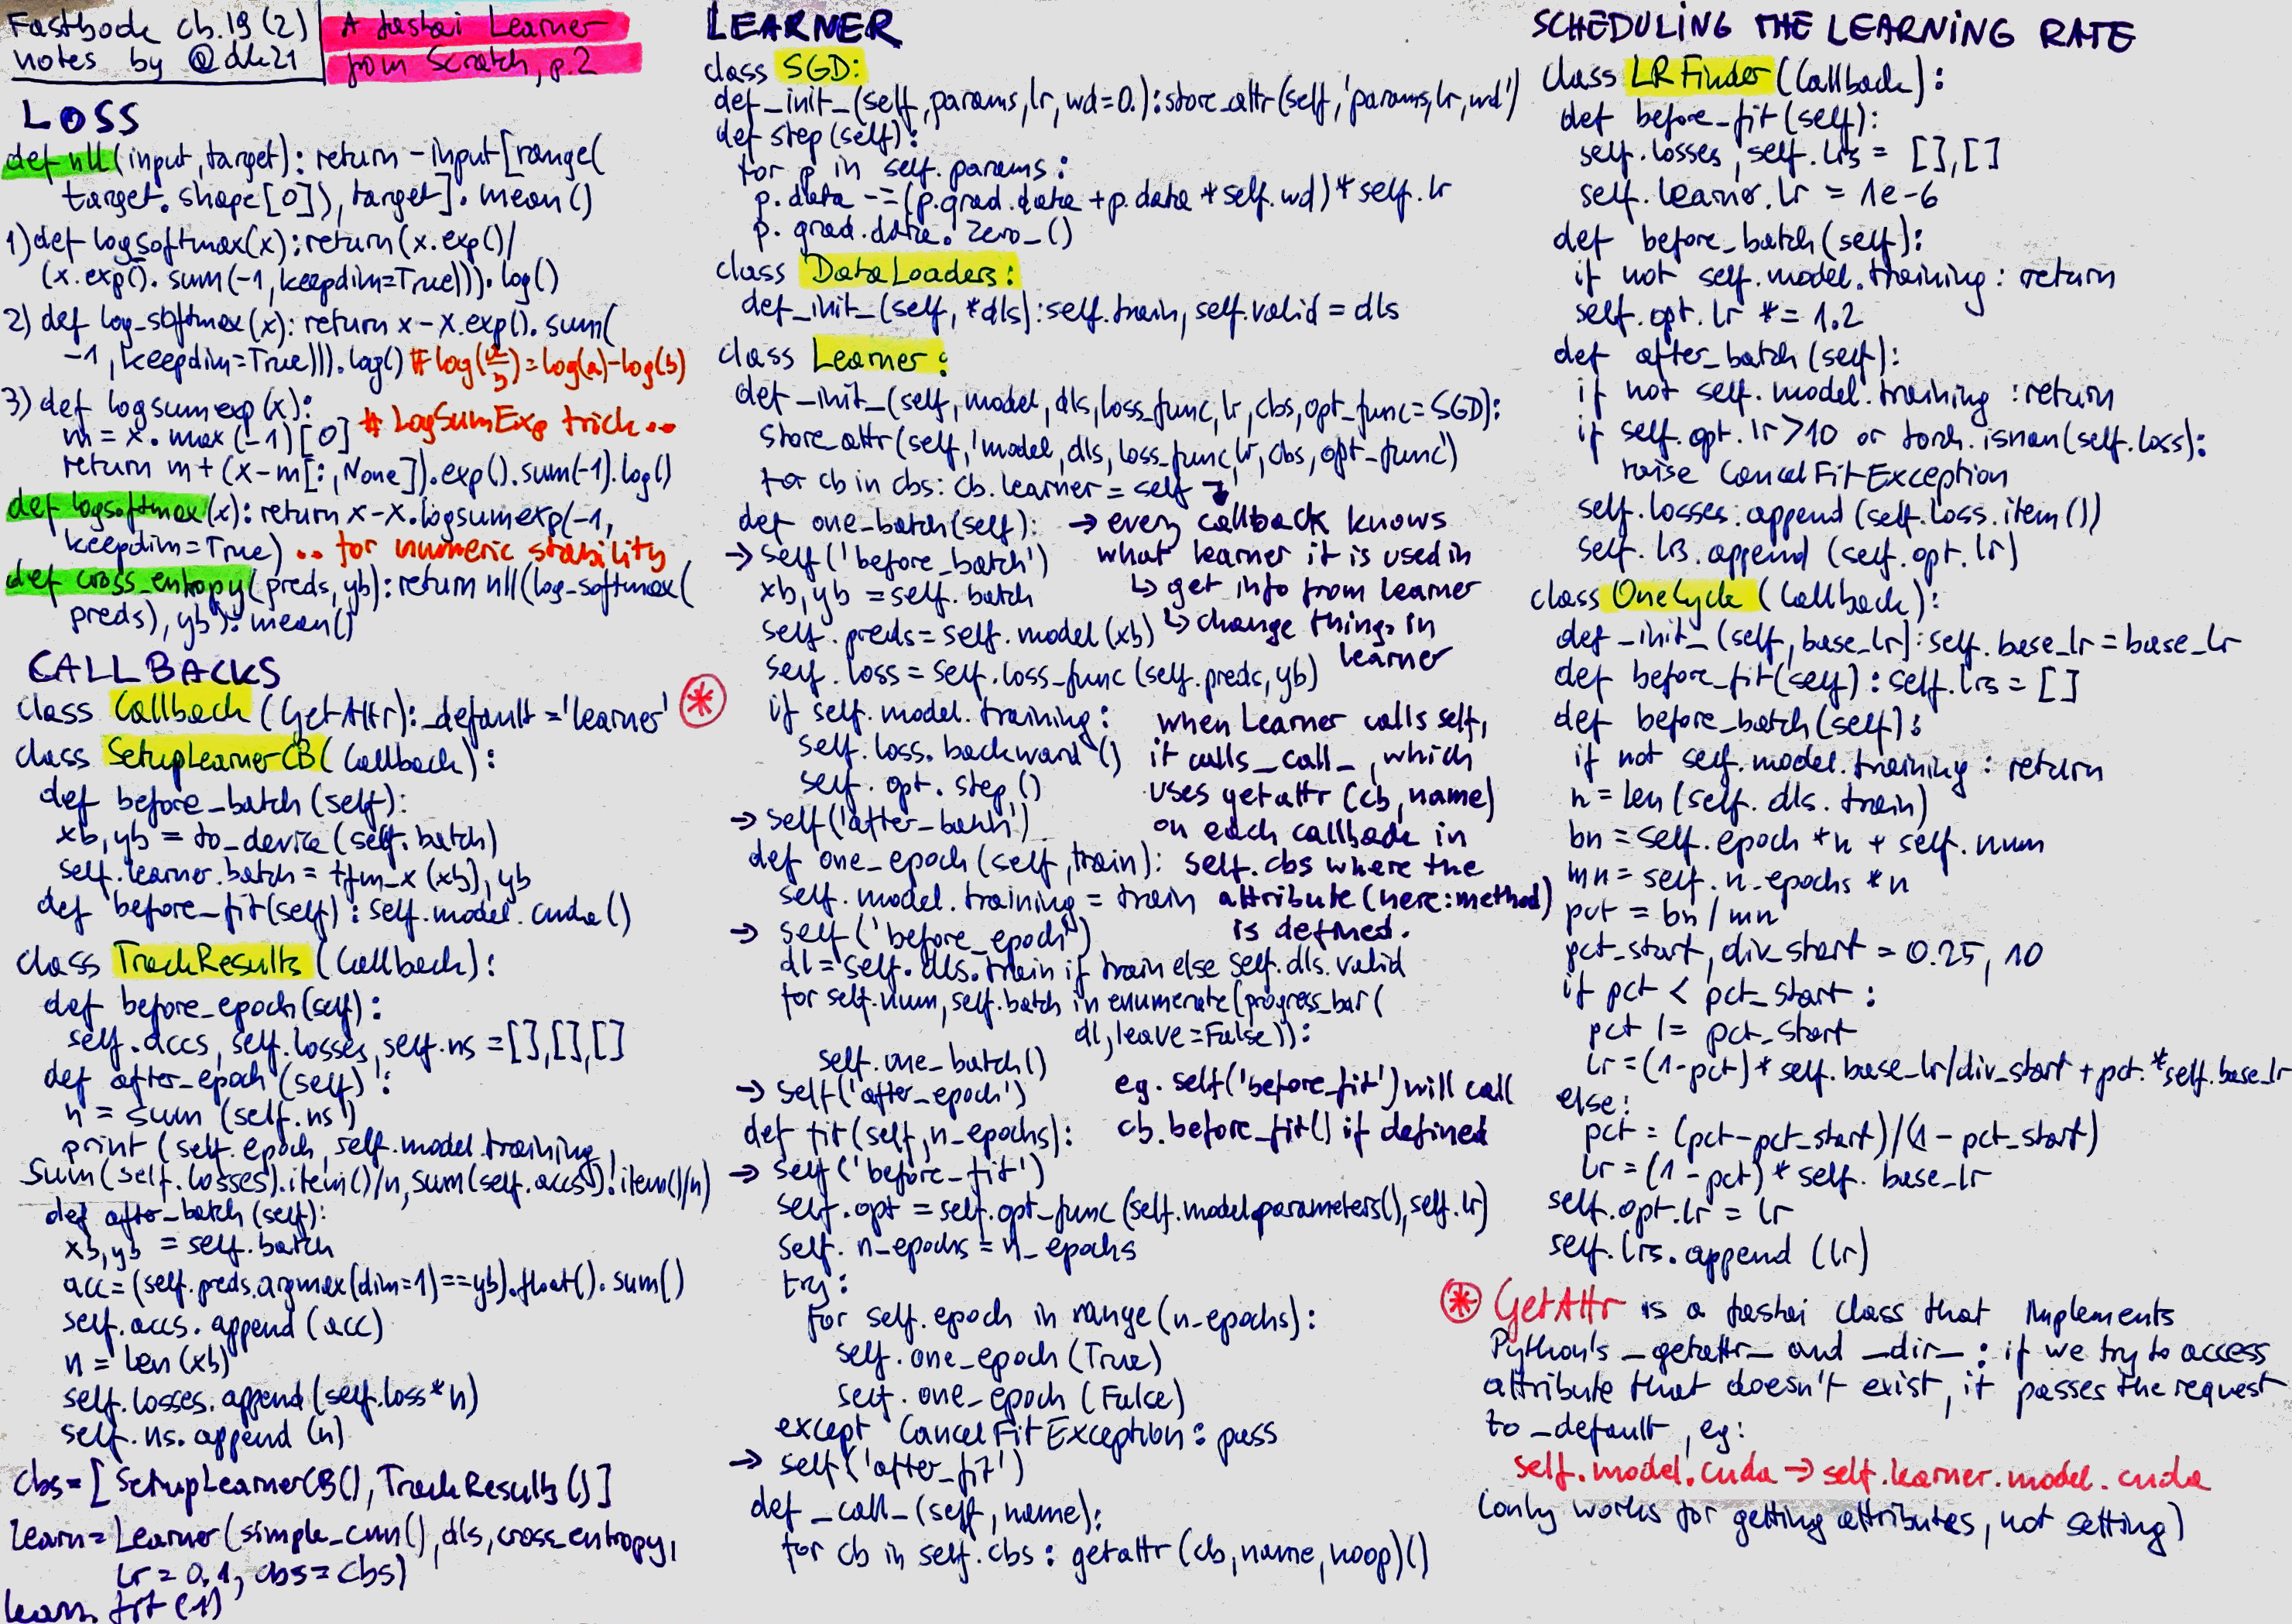 Fastbook ch.19 (2)
notes by @dk21
A fastai Learner
from Scratch, p.2
LOSS
def nll(input,target): return -input[range(
target.shape[0]), target].mean()
1) def logsoftmax(x): return (x.exp()/
(x.exp().sum(-1,keepdim=True))).log()
2) def log_softmax(x): return x-x.exp().sum(
-1,keepdim=True))).log() #log(a/b)=log(a)-log(b)
3) def logsumexp(x):
m = x.max(-1)[0] # LogSumExp trick..
return m+(x-m[:,None]).exp().sum(-1).log()
def logsoftmax(x): return x-x.logsumexp(-1,
keepdim=True) .. for numeric stability
def cross_entropy(preds,yb): return nll(log_softmax(
preds),yb).mean()
CALLBACKS
class Callback (GetAttr): _default='learner' *
class SetupLearnerCB (Callback):
def before_batch(self):
xb,yb = to_device(self.batch)
self.learner.batch = tfm_x(xb),yb
def before_fit(self): self.model.cuda()
class TrackResults (Callback):
def before_epoch(self):
self.accs, self.losses, self.ns = [],[],[]
def after_epoch(self):
n = sum(self.ns)
print(self.epoch, self.model.training,
sum(self.losses).item()/n, sum(self.accs).item()/n)
def after_batch(self):
xb,yb = self.batch
acc=(self.preds.argmax(dim=1)==yb).float().sum()
self.accs.append(acc)
n = len(xb)
self.losses.append(self.loss*n)
self.ns.append(n)
cbs=[SetupLearnerCB(),TrackResults()]
learn=Learner(simple_cnn(),dls,cross_entropy,
lr=0,1, cbs=cbs)
learn.fit(1)
LEARNER
class SGD:
def _init_(self,params,lr,wd=0.):store_attr(self,'params,lr,wd')
def step(self):
for p in self.params:
p.data -=(p.grad.data+p.data*self.wd)*self.lr
p.grad.data.zero_()
class DataLoaders:
def _init_(self,*dls):self.train,self.valid = dls
class Learner:
def _init_(self,model,dls,loss_func,lr,cbs,opt_func=SGD):
store_attr(self,'model,dls,loss_func,lr,cbs,opt_func')
for cb in cbs: cb.learner = self
→ every callback knows
what learner it is used in
↳ get info from learner
↳ change things in
learner
def one_batch(self):
→ self('before_batch')
xb,yb = self.batch
self.preds=self.model(xb)
self.loss=self.loss_func(self.preds,yb)
if self.model.training:
self.loss.backward()
self.opt.step()
→ self('after_batch')
when Learner calls self,
it calls _call_, which
uses getattr(cb,name)
on each callback in
self.cbs where the
attribute (here:method)
is defined.
def one_epoch(self,train):
self.model.training = train
→ self('before_epoch')
dl=self.dls.train if train else self.dls.valid
for self.num,self.batch in enumerate(progress_bar(
dl,leave=False)):
self.one_batch()
→ self('after_epoch')
eg. self('before_fit') will call
cb.before_fit() if defined
def fit(self,n_epochs):
→ self('before_fit')
self.opt = self.opt_func(self.model.parameters(),self.lr)
self.n_epochs = n_epochs
try:
for self.epoch in range(n_epochs):
self.one_epoch(True)
self.one_epoch(False)
except CancelFitException: pass
→ self('after_fit')
def _call_(self,name):
for cb in self.cbs: getattr(cb,name,noop)()
SCHEDULING THE LEARNING RATE
class LRFinder (Callback):
def before_fit(self):
self.losses, self.lrs = [],[]
self.learner.lr = 1e-6
def before_batch(self):
if not self.model.training: return
self.opt.lr *= 1.2
def after_batch(self):
if not self.model.training: return
if self.opt.lr>10 or torch.isnan(self.loss):
raise CancelFitException
self.losses.append(self.loss.item())
self.lrs.append(self.opt.lr)
class OneCycle (Callback):
def _init_(self,base_lr):self.base_lr=base_lr
def before_fit(self): self.lrs = []
def before_batch(self):
if not self.model.training: return
n=len(self.dls.train)
bn=self.epoch*n + self.num
mn=self.n_epochs*n
pct = bn/mn
pct_start, div_start = 0.25, 10
if pct < pct_start:
pct /= pct_start
lr=(1-pct)*self.base_lr/div_start+pct*self.base_lr
else:
pct = (pct-pct_start)/(1-pct_start)
lr=(1-pct)*self.base_lr
self.opt.lr = lr
self.lrs.append(lr)
* GetAttr is a fastai class that implements
Python's _getattr_ and _dir_: if we try to access
attribute that doesn't exist, it passes the request
to _default, eg:
self.model.cuda → self.learner.model.cuda
(only works for getting attributes, not setting)